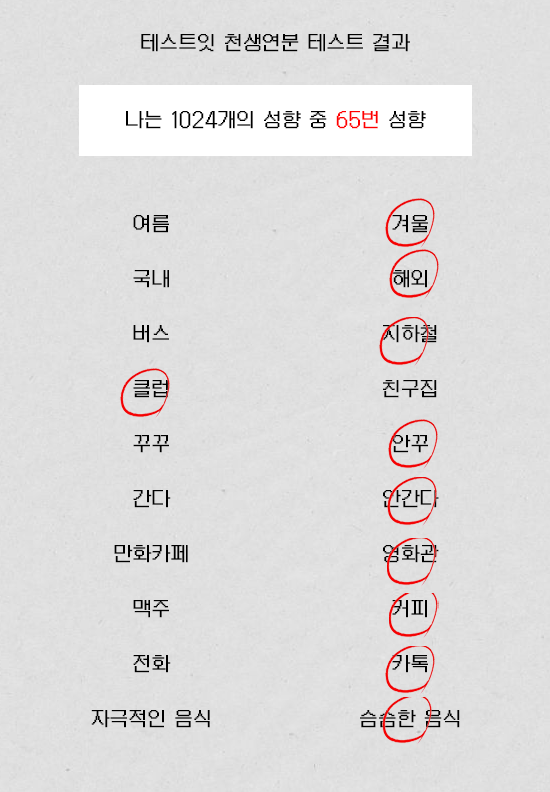 테스트잇 천생연분 테스트 결과
나는 1024개의 성향 중 65번 성향
여름 겨울
국내 해외
버스 지하철
클럽 친구집
꾸꾸 안꾸
간다 안간다
만화카페 영화관
맥주 커피
전화 카톡
자극적인 음식 슴슴한 음식